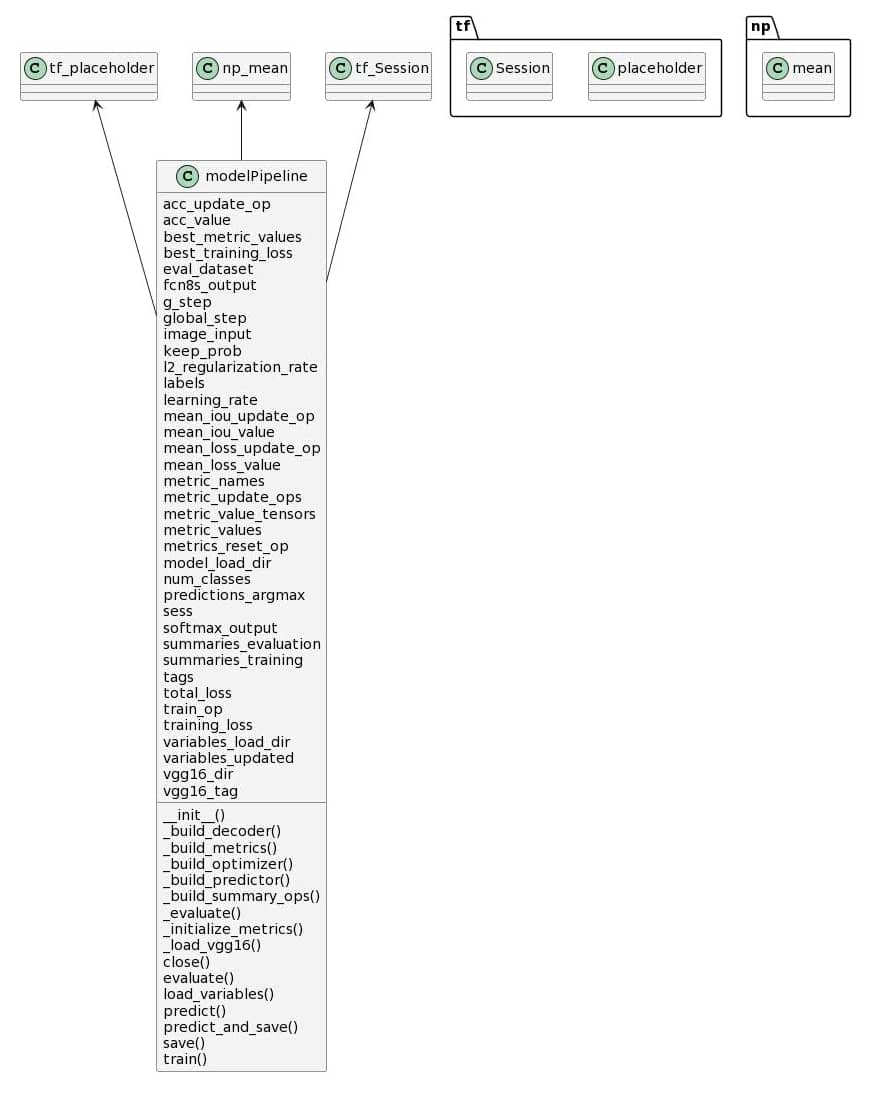 tf
np
C tf_placeholder
C np_mean
C tf_Session
C Session
C placeholder
C mean
C modelPipeline
acc_update_op
acc_value
best_metric_values
best_training_loss
eval_dataset
fcn8s_output
g_step
global_step
image_input
keep_prob
l2_regularization_rate
labels
learning_rate
mean_iou_update_op
mean_iou_value
mean_loss_update_op
mean_loss_value
metric_names
metric_update_ops
metric_value_tensors
metric_values
metrics_reset_op
model_load_dir
num_classes
predictions_argmax
sess
softmax_output
summaries_evaluation
summaries_training
tags
total_loss
train_op
training_loss
variables_load_dir
variables_updated
vgg16_dir
vgg16_tag
__init__()
_build_decoder()
_build_metrics()
_build_optimizer()
_build_predictor()
_build_summary_ops()
_evaluate()
_initialize_metrics()
_load_vgg16()
close()
evaluate()
load_variables()
predict()
predict_and_save()
save()
train()